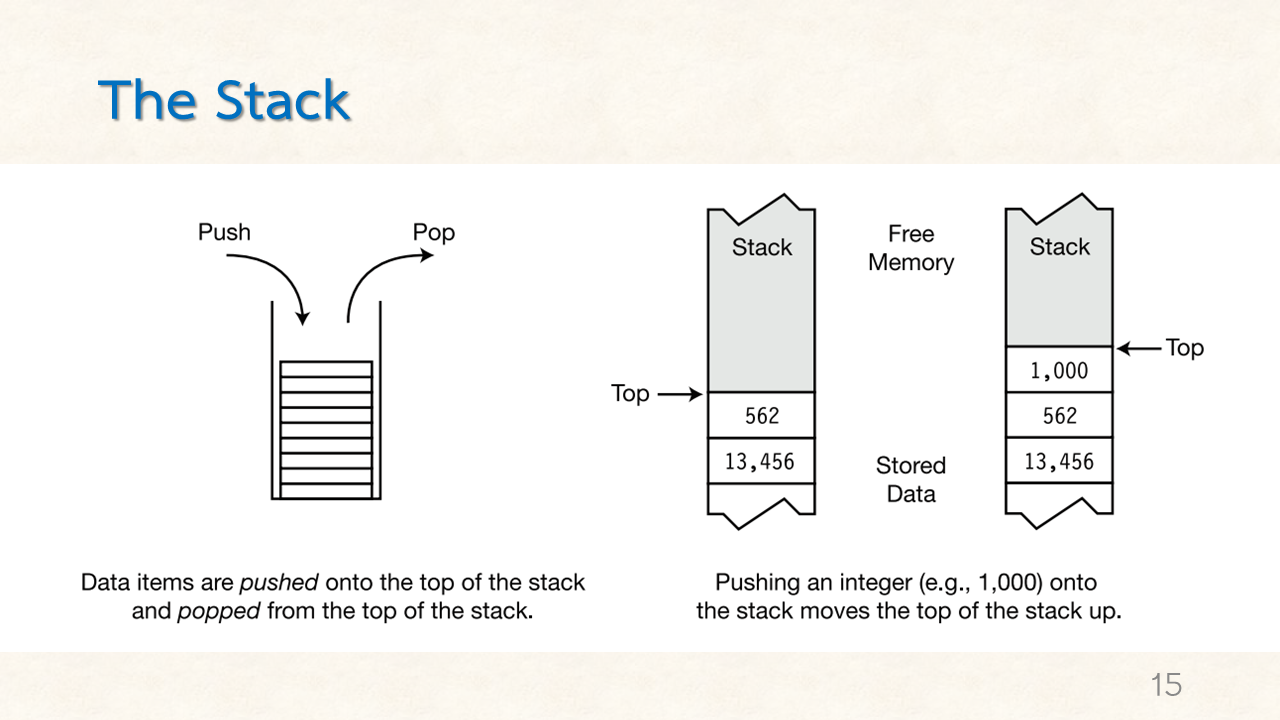 The Stack
Push
Pop
Data items are pushed onto the top of the stack
and popped from the top of the stack.
Stack
Top
562
13,456
Free
Memory
Stored
Data
Stack
Top
1,000
562
13,456
Pushing an integer (e.g., 1,000) onto
the stack moves the top of the stack up.
15